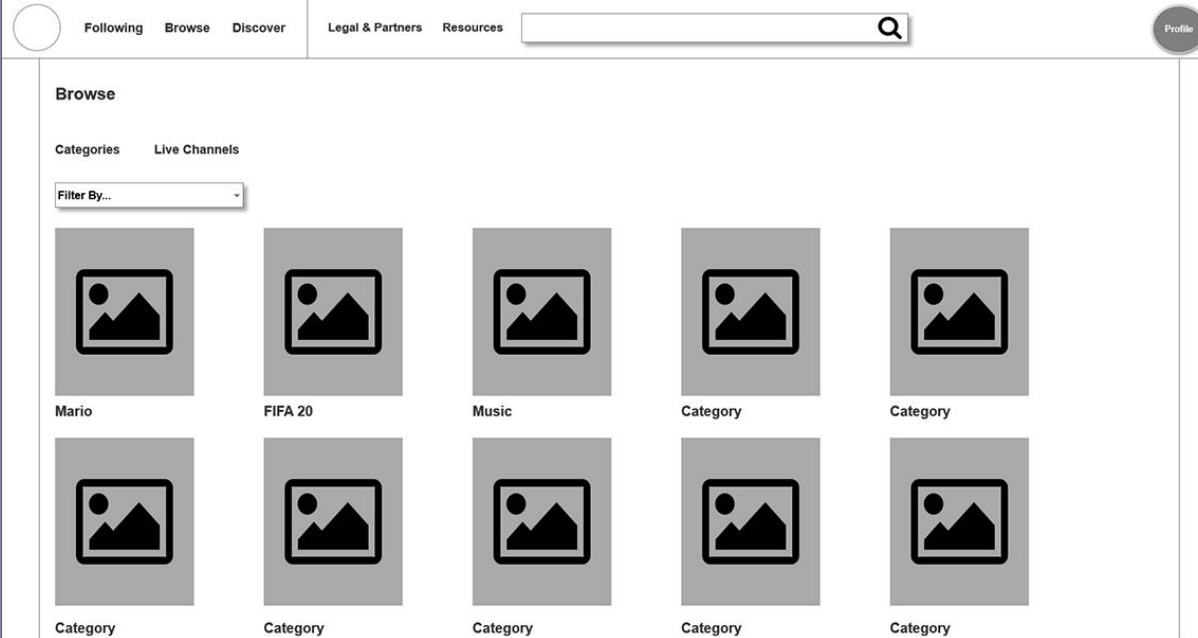 Following Browse Discover Legal & Partners Resources Profile
Browse
Categories Live Channels
Filter By...
Mario FIFA 20 Music Category Category
Category Category Category Category Category